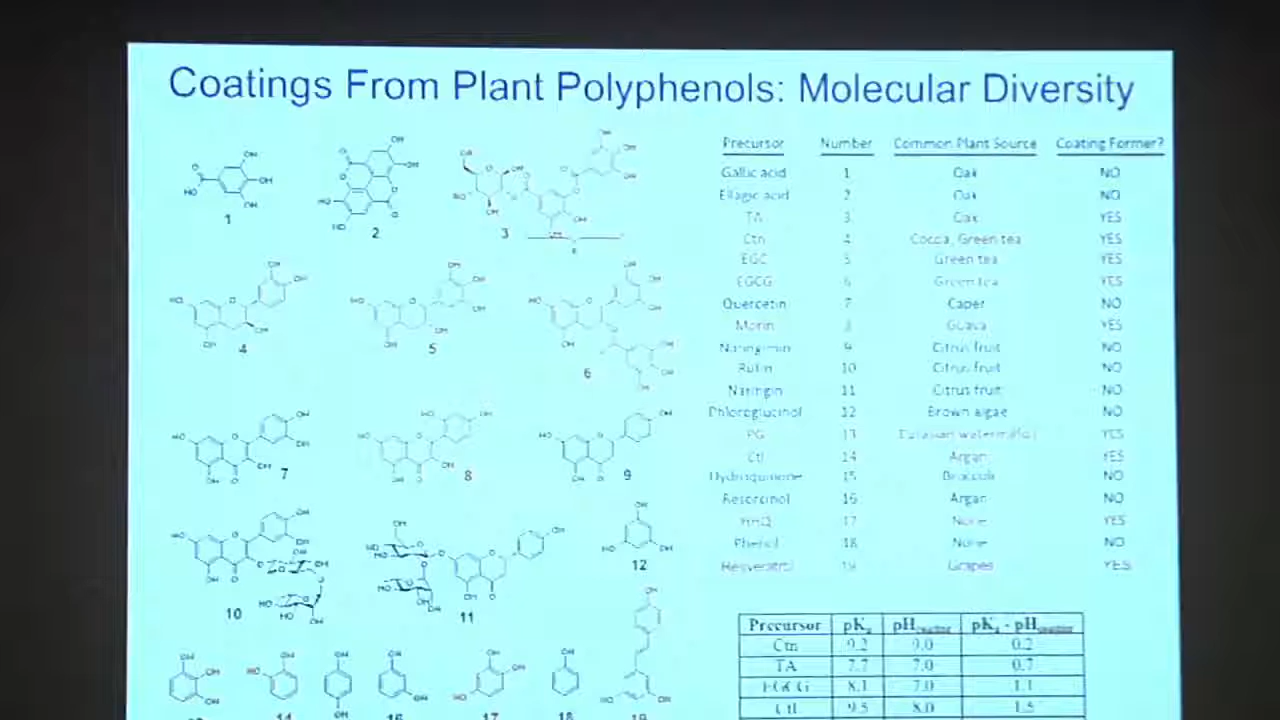 Coatings From Plant Polyphenols: Molecular Diversity
Precursor Number Common Plant Source Coating Former?
Gallic acid 1 Oak NO
Ellagic acid 2 Oak NO
TA 3 Oak YES
Ctn 4 Cocoa, Green tea YES
EGC 5 Green tea YES
EGCG 6 Green tea YES
Quercetin 7 Caper NO
Morin Guava YES
9 Citrus fruit NO
Rutin 10 Citrus fruit NO
Naringin 11 Citrus fruit NO
Phloroglucinol 12 Brown algae NO
PG 13 Eurasian watermilfoil YES
Ctl 14 Argan YES
Hydroquinone 15 Broccoli NO
Resorcinol 16 Argan NO
HHQ 17 None YES
Phenol 18 None NO
Resveratrol 19 Grapes YES
1
2
3
4
5
6
7
8
9
10
11
12
14
16
17
18
19
Precursor pKa pH pKa - pH
Ctn 9.2 9.0 0.2
TA 7.7 7.0 0.7
EGCG 8.1 7.0 1.1
Ctl 9.5 8.0 1.5